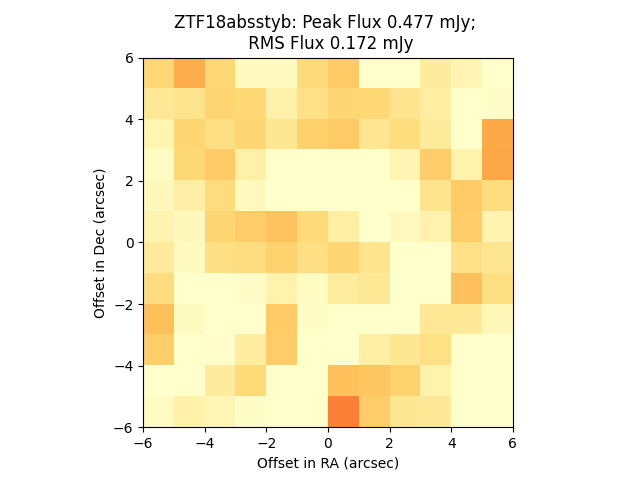 ZTF18absstyb: Peak Flux 0.477 mJy;
RMS Flux 0.172 mJy
6
4
2
0
−2
−4
−6
Offset in Dec (arcsec)
−6 −4 −2 0 2 4 6
Offset in RA (arcsec)